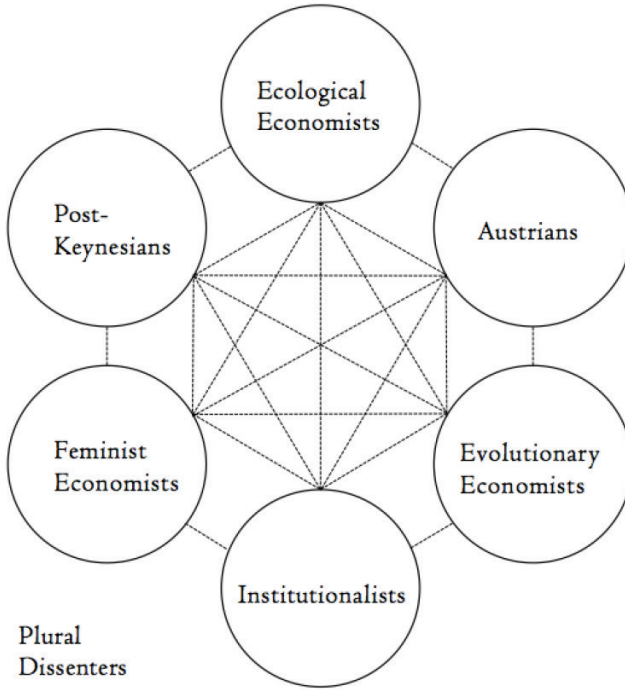 Ecological
Economists
Post-
Keynesians
Austrians
Feminist
Economists
Evolutionary
Economists
Institutionalists
Plural
Dissenters